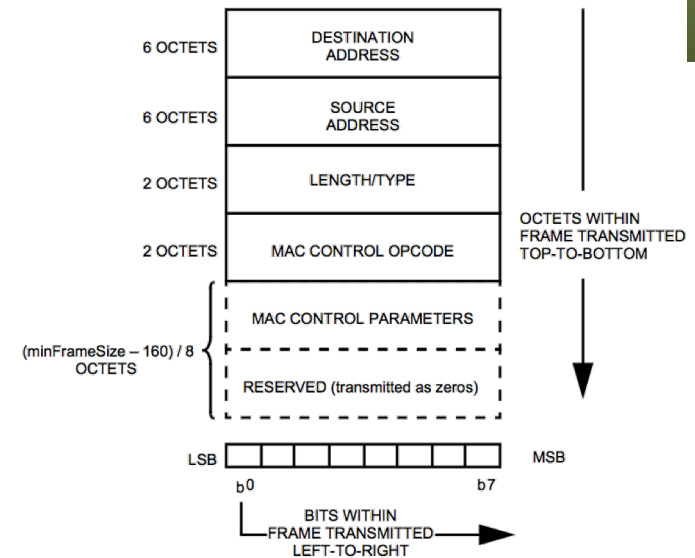 6 OCTETS
DESTINATION
ADDRESS
6 OCTETS
SOURCE
ADDRESS
2 OCTETS
LENGTH/TYPE
2 OCTETS
MAC CONTROL OPCODE
OCTETS WITHIN
FRAME TRANSMITTED
TOP-TO-BOTTOM
MAC CONTROL PARAMETERS
(minFrameSize – 160) / 8
OCTETS
RESERVED (transmitted as zeros)
LSB
MSB
b0
b7
BITS WITHIN
FRAME TRANSMITTED
LEFT-TO-RIGHT